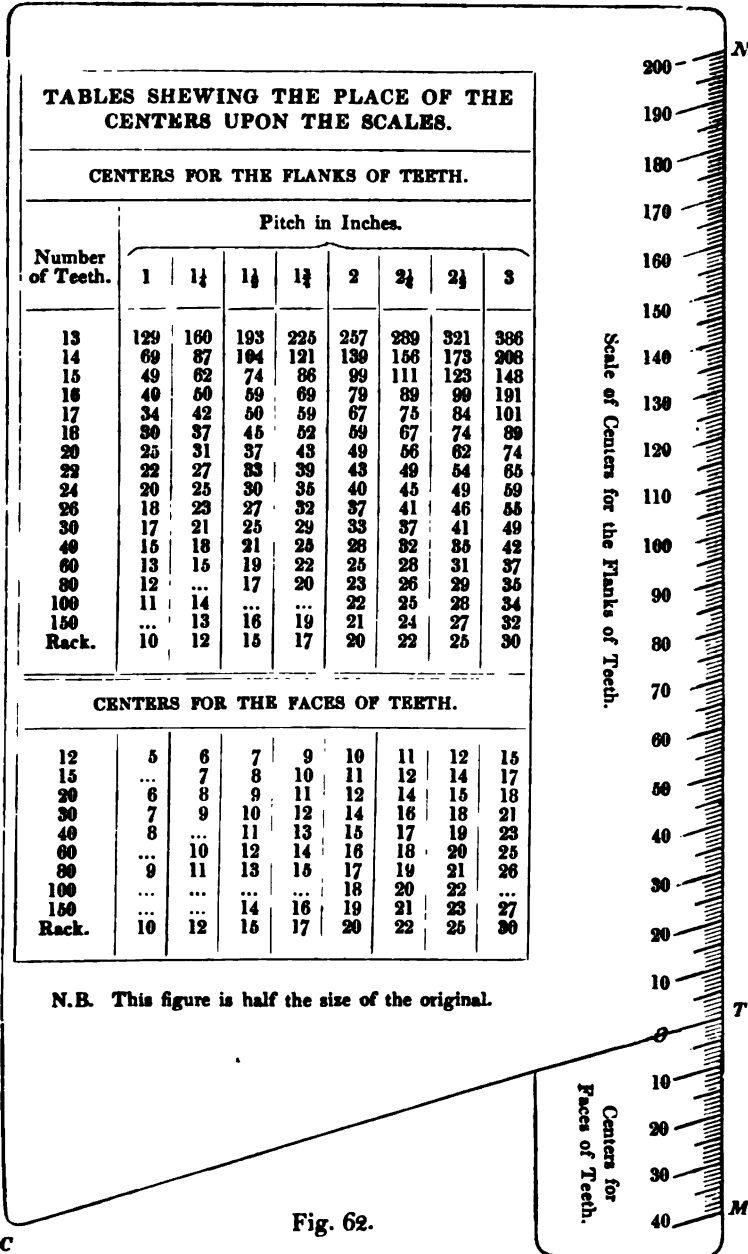 TABLES SHEWING THE PLACE OF THE
CENTERS UPON THE SCALES.
CENTERS FOR THE FLANKS OF TEETH.
Pitch in Inches.
Number
of Teeth. 1 1¼ 1½ 1¾ 2 2¼ 2½ 3
13 129 160 193 225 257 289 321 386
14 69 87 104 121 139 156 173 208
15 49 62 74 86 99 111 123 148
16 40 50 59 69 79 89 99 191
17 34 42 50 59 67 75 84 101
18 30 37 45 52 59 67 74 89
20 25 31 37 43 49 56 62 74
22 22 27 33 39 43 49 54 65
24 20 25 30 35 40 45 49 59
26 18 23 27 32 37 41 46 55
30 17 21 25 29 33 37 41 49
40 15 18 21 25 28 32 35 42
60 13 15 19 22 25 28 31 37
80 12 ... 17 20 23 26 29 35
100 11 14 ... ... 22 25 28 34
150 ... 13 16 19 21 24 27 32
Rack. 10 12 15 17 20 22 25 30
CENTERS FOR THE FACES OF TEETH.
12 5 6 7 9 10 11 12 15
15 ... 7 8 10 11 12 14 17
20 6 8 9 11 12 14 15 18
30 7 9 10 12 14 16 18 21
40 8 ... 11 13 15 17 19 23
60 ... 10 12 14 16 18 20 25
80 9 11 13 15 17 19 21 26
100 ... ... ... ... 18 20 22 ...
150 ... ... 14 16 19 21 23 27
Rack. 10 12 15 17 20 22 25 30
N.B. This figure is half the size of the original.
Scale of Centers for the Flanks of Teeth.
N
200
190
180
170
160
150
140
130
120
110
100
90
80
70
60
50
40
30
20
10
T
0
10
20
30
40
M
Centers for
Faces of Teeth.
C
Fig. 62.